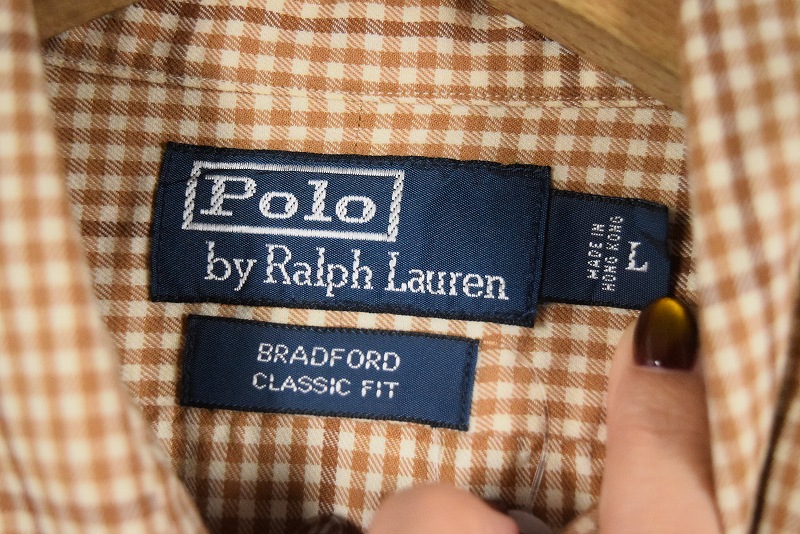 Polo
by Ralph Lauren
MADE IN
HONG KONG
L
BRADFORD
CLASSIC FIT